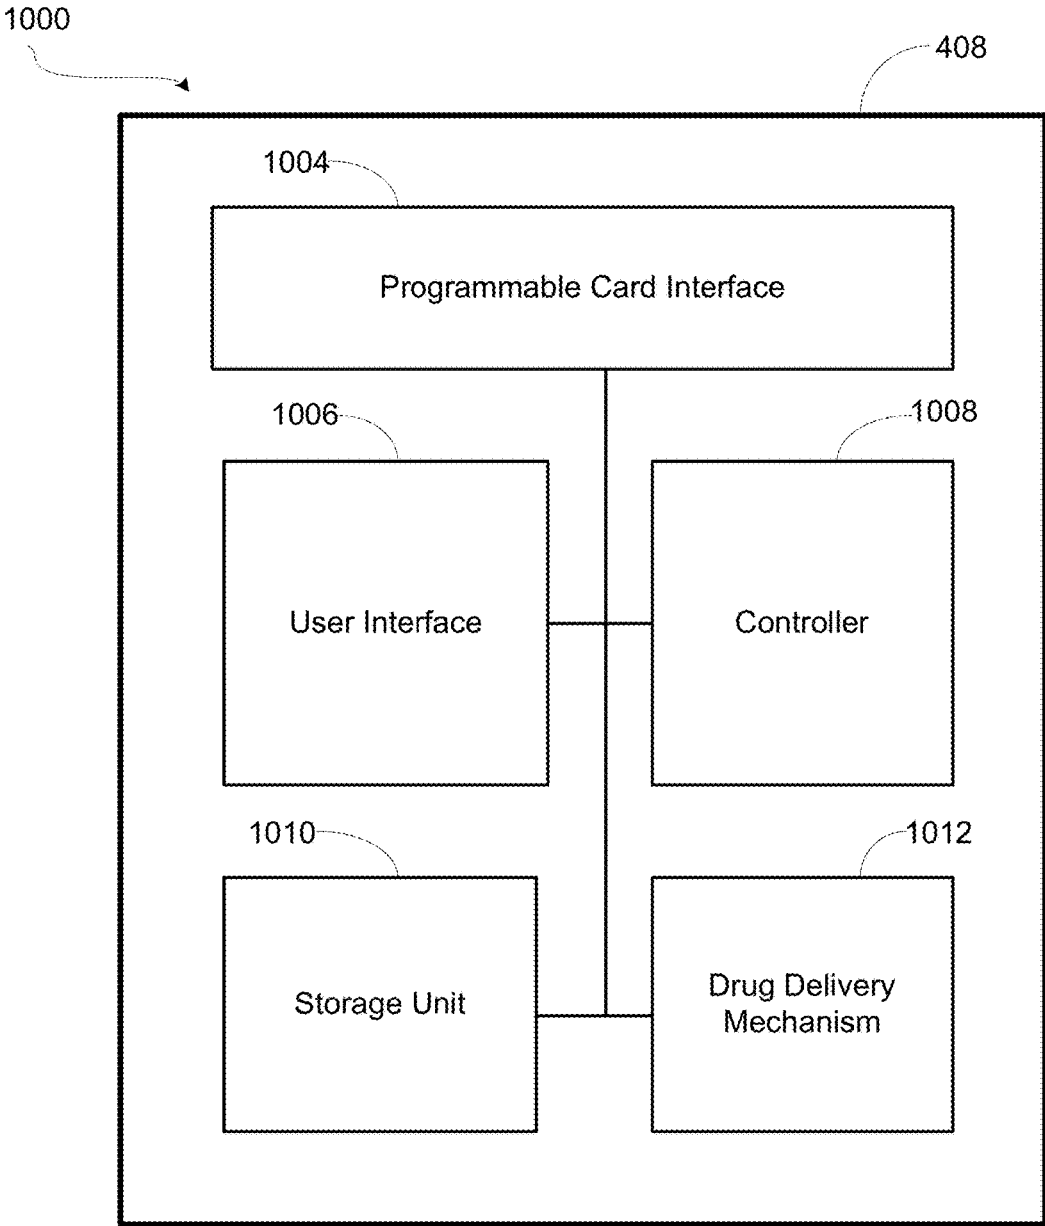 1000
408
1004
Programmable Card Interface
1006
1008
User Interface
Controller
1010
1012
Storage Unit
Drug Delivery
Mechanism